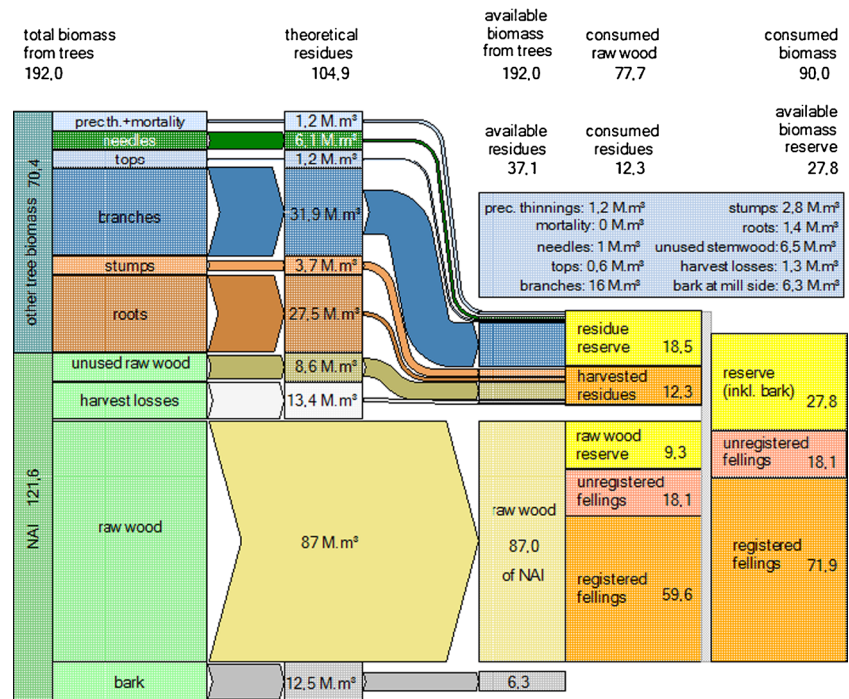 total biomass
from trees
192,0
theoretical
residues
104,9
available
biomass
from trees
192,0
consumed
raw wood
77,7
consumed
biomass
90,0
available
residues
37,1
consumed
residues
12,3
available
biomass
reserve
27,8
other tree biomass 70,4
NAI 121,6
prec.th.+mortality
needles
tops
branches
stumps
roots
unused raw wood
harvest losses
raw wood
bark
1,2 M.m³
6,1 M.m³
1,2 M.m³
31,9 M.m³
3,7 M.m³
27,5 M.m³
8,6 M.m³
13,4 M.m³
87 M.m³
12,5 M.m³
prec. thinnings: 1,2 M.m³
mortality: 0 M.m³
needles: 1 M.m³
tops: 0,6 M.m³
branches: 16 M.m³
stumps: 2,8 M.m³
roots: 1,4 M.m³
unused stemwood: 6,5 M.m³
harvest losses: 1,3 M.m³
bark at mill side: 6,3 M.m³
raw wood
87,0
of NAI
6,3
residue
reserve 18,5
harvested
residues 12,3
raw wood
reserve 9,3
unregistered
fellings 18,1
registered
fellings 59,6
reserve
(inkl. bark)
27,8
unregistered
fellings 18,1
registered
fellings 71,9